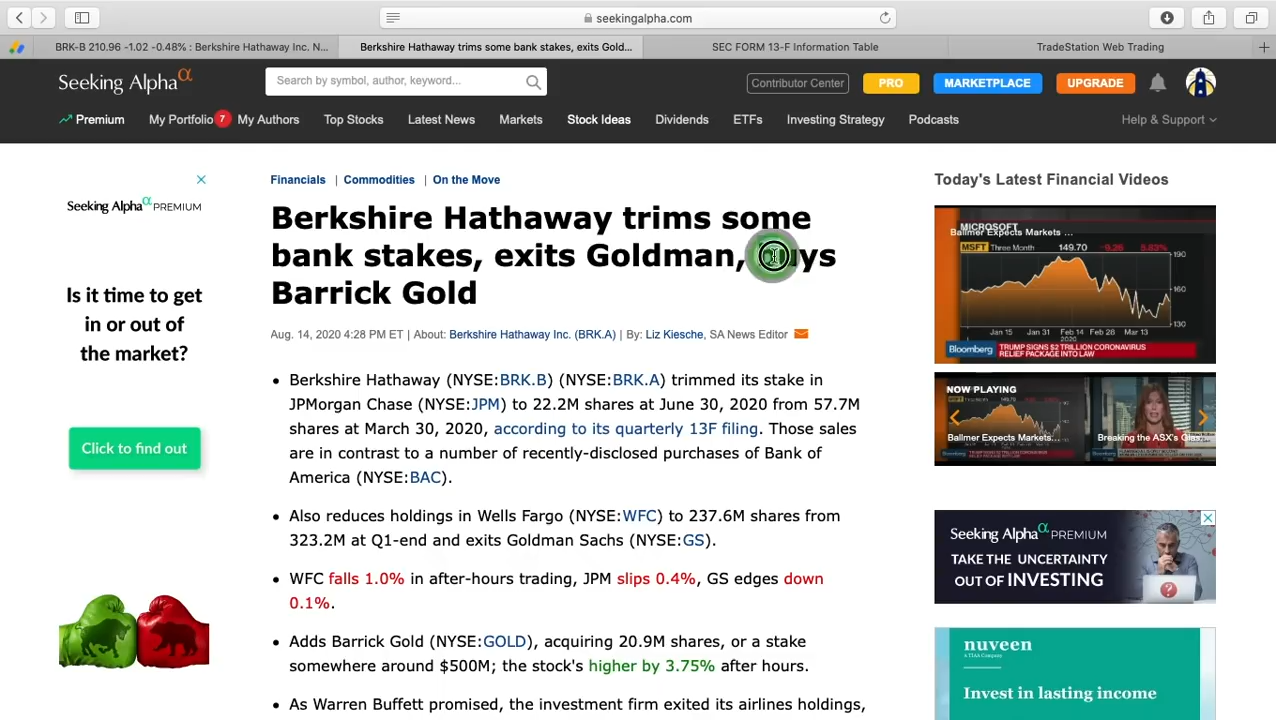 seekingalpha.com
BRK-B 210.96 -1.02 -0.48% : Berkshire Hathaway Inc. N...
Berkshire Hathaway trims some bank stakes, exits Gold...
SEC FORM 13-F Information Table
TradeStation Web Trading
Seeking Alpha α
Search by symbol, author, keyword...
Contributor Center
PRO
MARKETPLACE
UPGRADE
Premium
My Portfolio 7
My Authors
Top Stocks
Latest News
Markets
Stock Ideas
Dividends
ETFs
Investing Strategy
Podcasts
Help & Support
Seeking Alpha α PREMIUM
Is it time to get
in or out of
the market?
Click to find out
Financials | Commodities | On the Move
Berkshire Hathaway trims some
bank stakes, exits Goldman,
Barrick Gold
Aug. 14, 2020 4:28 PM ET | About: Berkshire Hathaway Inc. (BRK.A) | By: Liz Kiesche, SA News Editor
• Berkshire Hathaway (NYSE:BRK.B) (NYSE:BRK.A) trimmed its stake in
JPMorgan Chase (NYSE:JPM) to 22.2M shares at June 30, 2020 from 57.7M
shares at March 30, 2020, according to its quarterly 13F filing. Those sales
are in contrast to a number of recently-disclosed purchases of Bank of
America (NYSE:BAC).
• Also reduces holdings in Wells Fargo (NYSE:WFC) to 237.6M shares from
323.2M at Q1-end and exits Goldman Sachs (NYSE:GS).
• WFC falls 1.0% in after-hours trading, JPM slips 0.4%, GS edges down
0.1%.
• Adds Barrick Gold (NYSE:GOLD), acquiring 20.9M shares, or a stake
somewhere around $500M; the stock's higher by 3.75% after hours.
• As Warren Buffett promised, the investment firm exited its airlines holdings,
Today's Latest Financial Videos
MICROSOFT
Ballmer Expects Markets ...
MSFT Three Month 149.70 -9.26 5.83%
190
160
130
Jan 15 Jan 31 Feb 14 Feb 26 Mar 13
2020
Bloomberg
TRUMP SIGNS $2 TRILLION CORONAVIRUS
RELIEF PACKAGE INTO LAW
NOW PLAYING
Ballmer Expects Markets...
Breaking the ASX's
Seeking Alpha α PREMIUM
TAKE THE UNCERTAINTY
OUT OF INVESTING
nuveen
A TIAA Company
Invest in lasting income